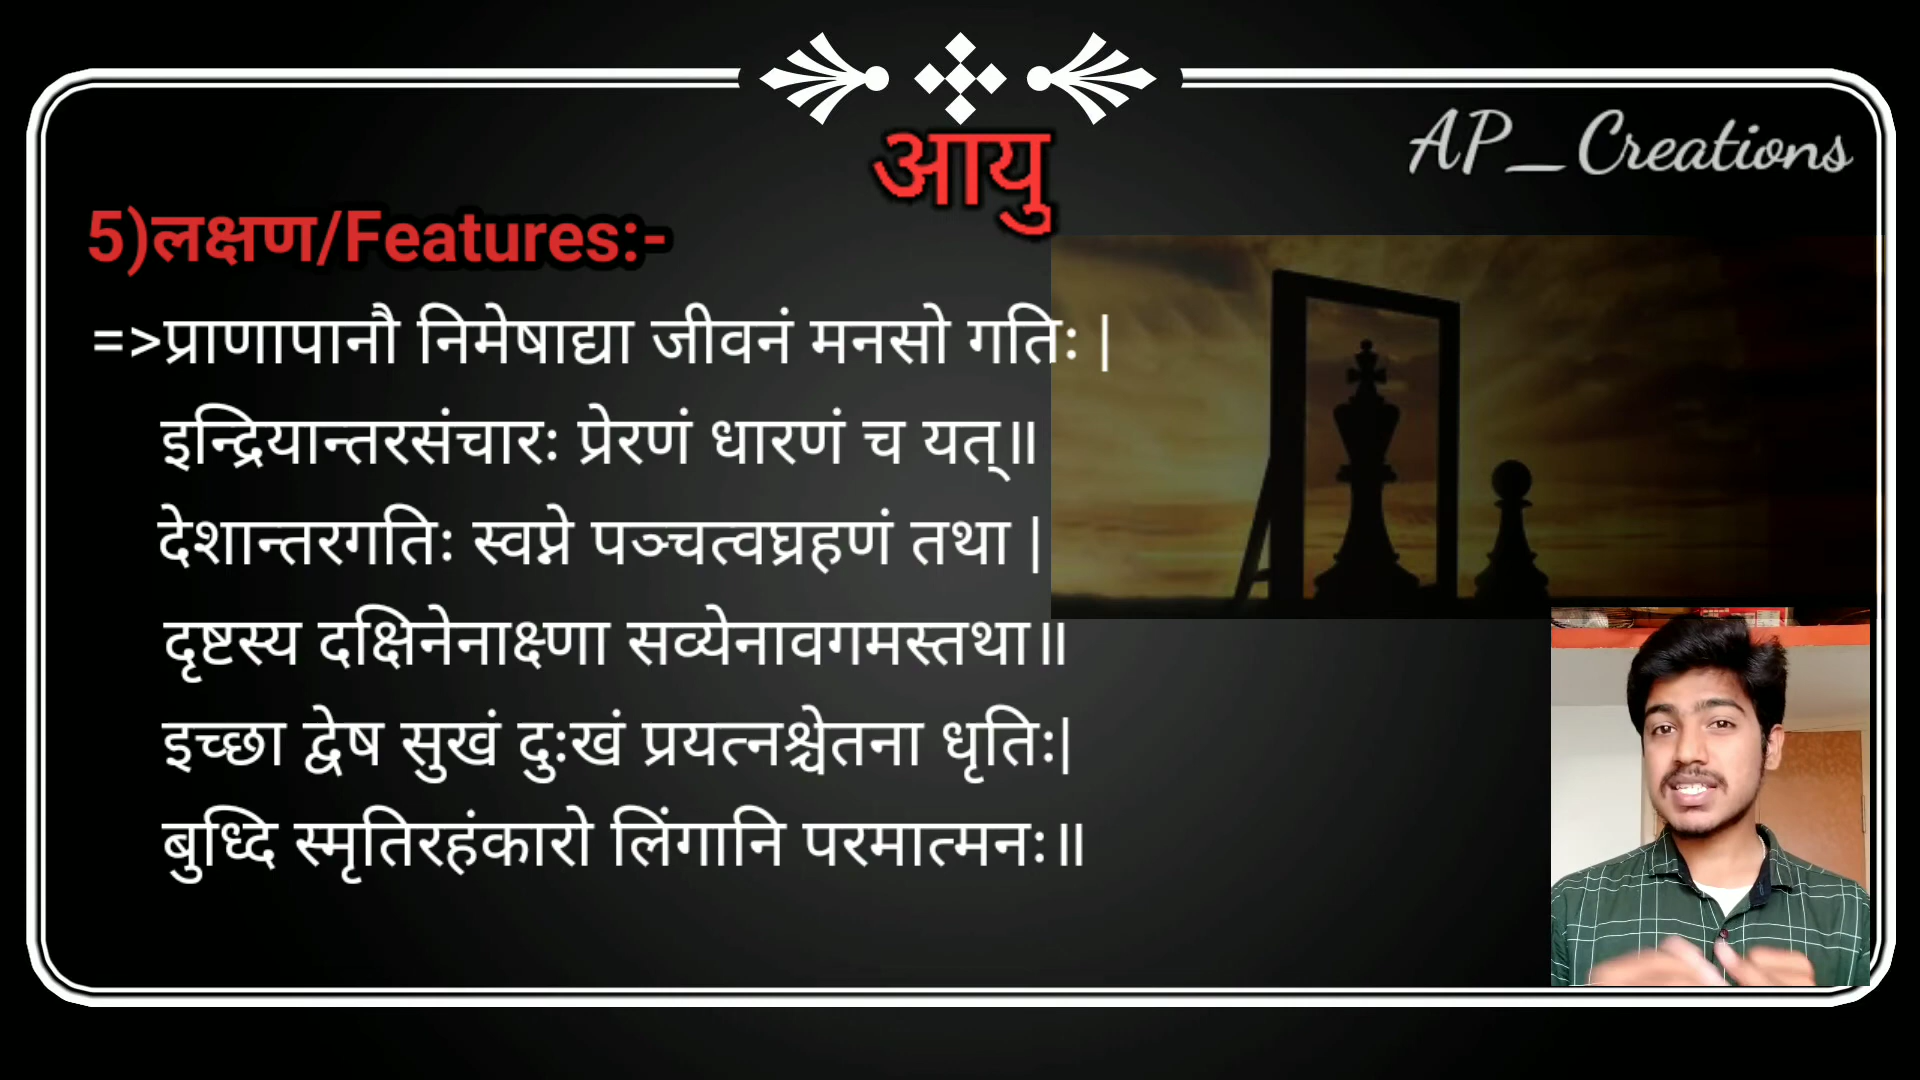 आयु
AP_Creations
5)लक्षण/Features:-
=>प्राणापानौ निमेषाद्या जीवनं मनसो गतिः |
इन्द्रियान्तरसंचारः प्रेरणं धारणं च यत्॥
देशान्तरगतिः स्वप्ने पञ्चत्वघ्रहणं तथा |
दृष्टस्य दक्षिनेनाक्ष्णा सव्येनावगमस्तथा॥
इच्छा द्वेष सुखं दुःखं प्रयत्नश्चेतना धृतिः|
बुध्दि स्मृतिरहंकारो लिंगानि परमात्मनः॥